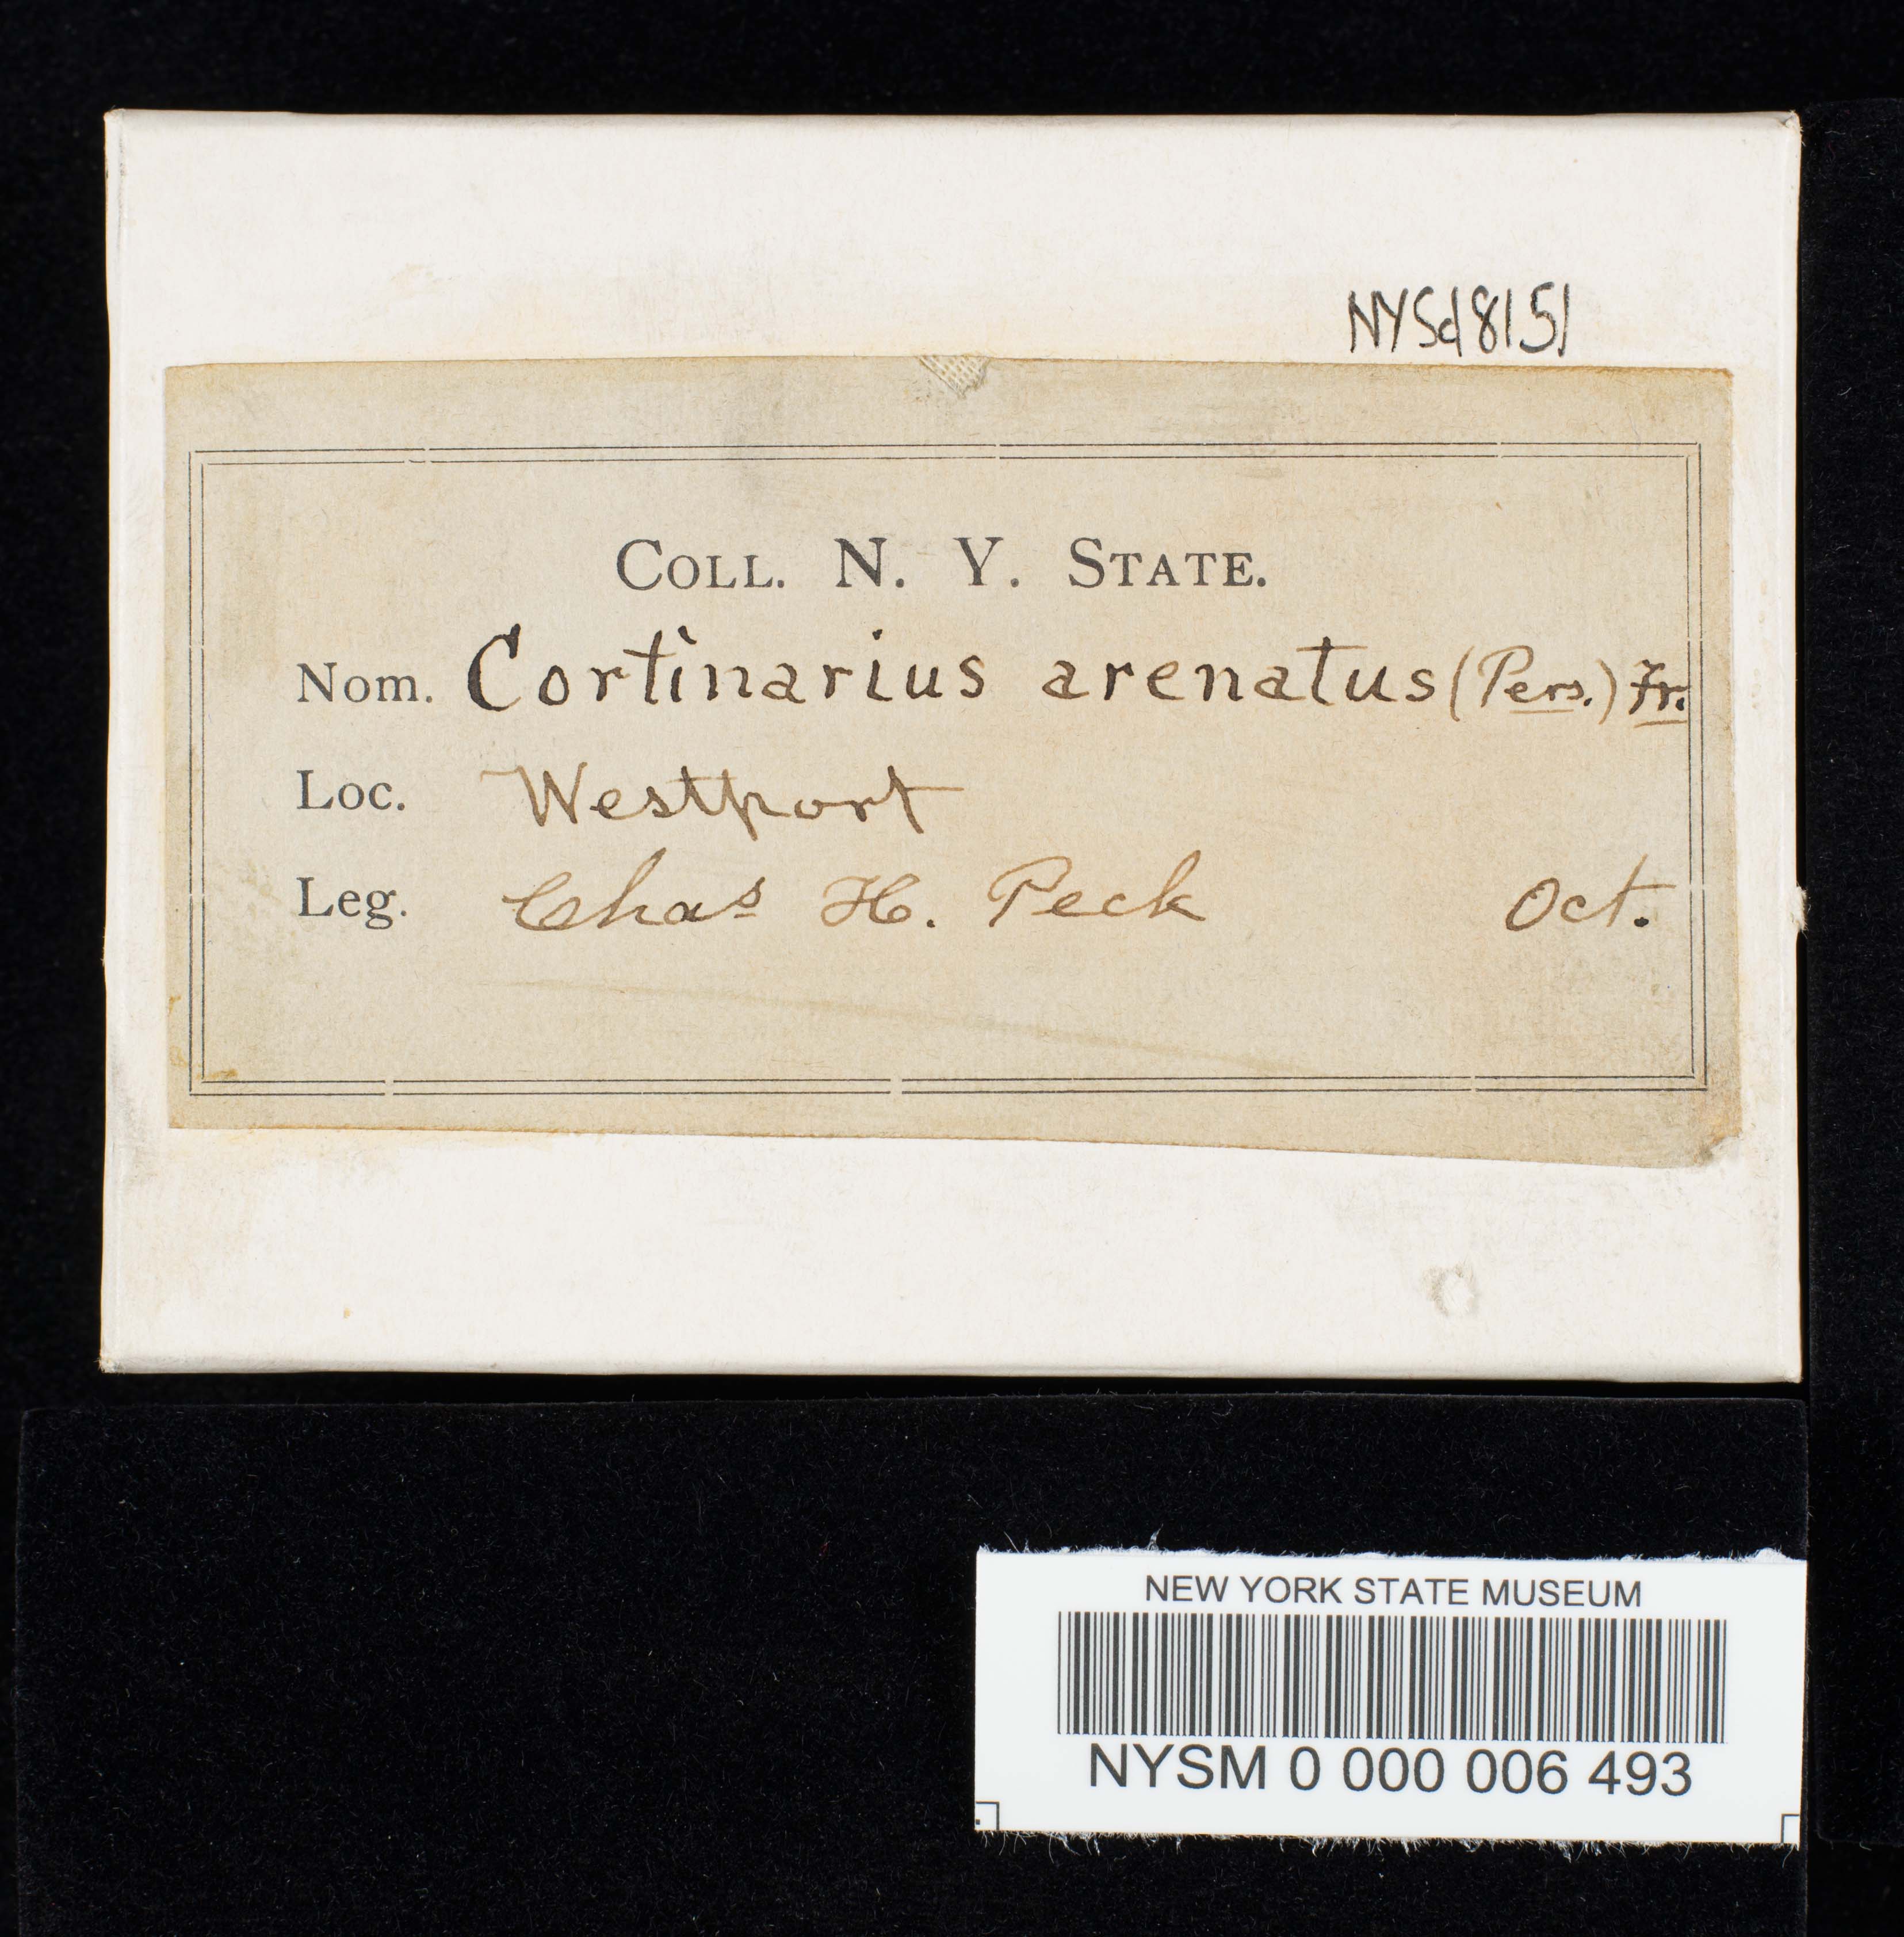 NYSd8151
COLL. N. Y. STATE.
Nom. Cortinarius arenatus (Pers.) Fr.
Loc. Westport
Leg. Chas H. Peck Oct.
NEW YORK STATE MUSEUM
NYSM 0 000 006 493